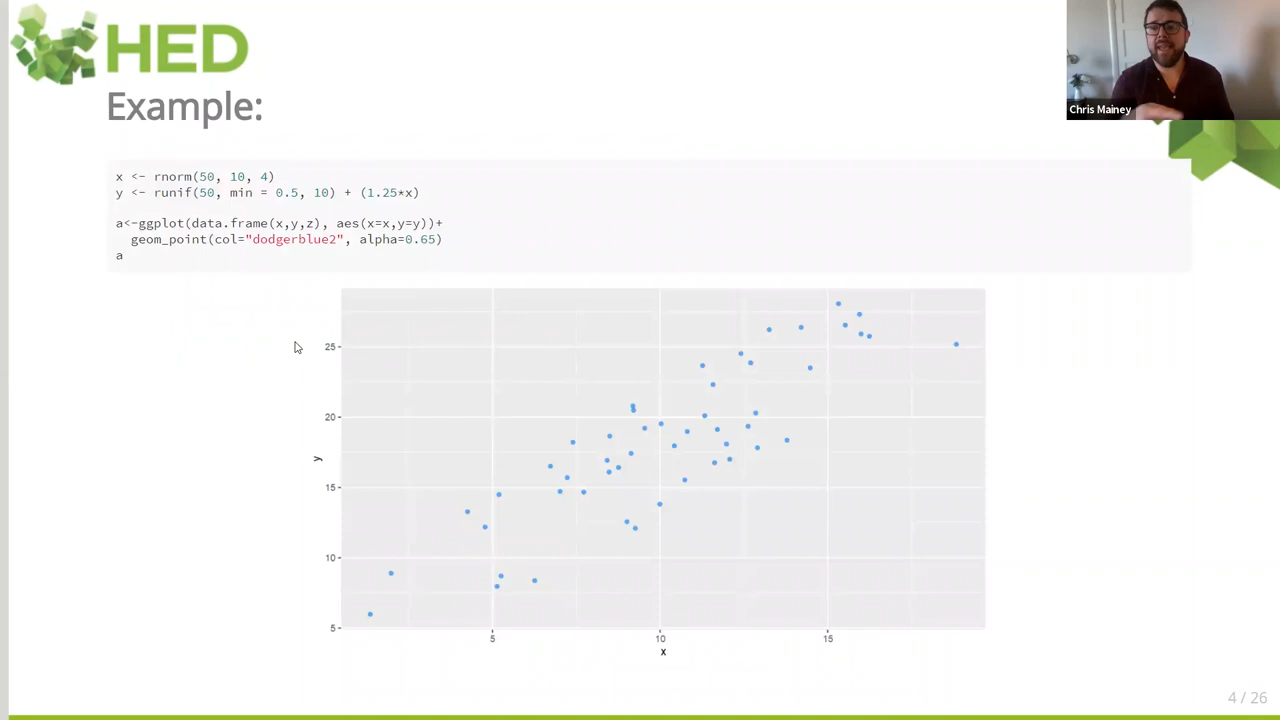 HED
Chris Mainey
Example:
x <- rnorm(50, 10, 4)
y <- runif(50, min = 0.5, 10) + (1.25*x)
a<-ggplot(data.frame(x,y,z), aes(x=x,y=y))+
  geom_point(col="dodgerblue2", alpha=0.65)
a
25
20
15
10
5
y
5 10 15
x
4 / 26